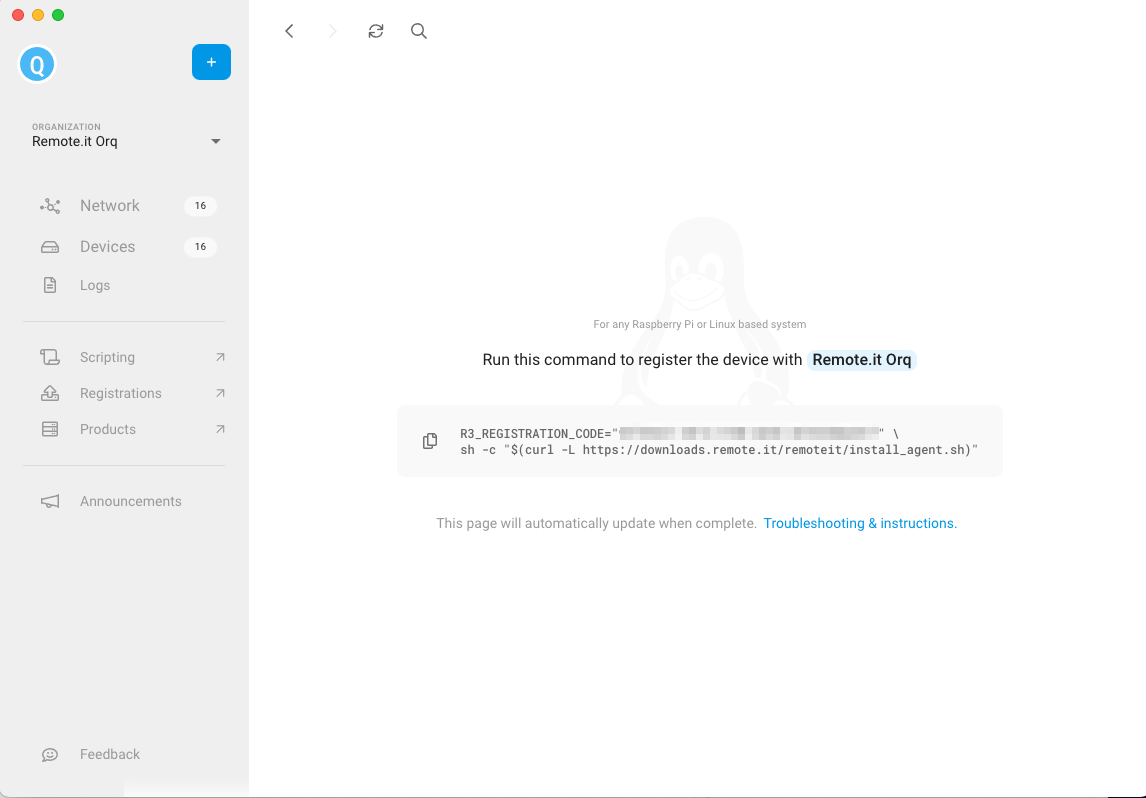 Q
+
ORGANIZATION
Remote.it Orq
Network 16
Devices 16
Logs
Scripting
Registrations
Products
Announcements
Feedback
For any Raspberry Pi or Linux based system
Run this command to register the device with Remote.it Orq
R3_REGISTRATION_CODE="" \
sh -c "$(curl -L https://downloads.remote.it/remoteit/install_agent.sh)"
This page will automatically update when complete. Troubleshooting & instructions.